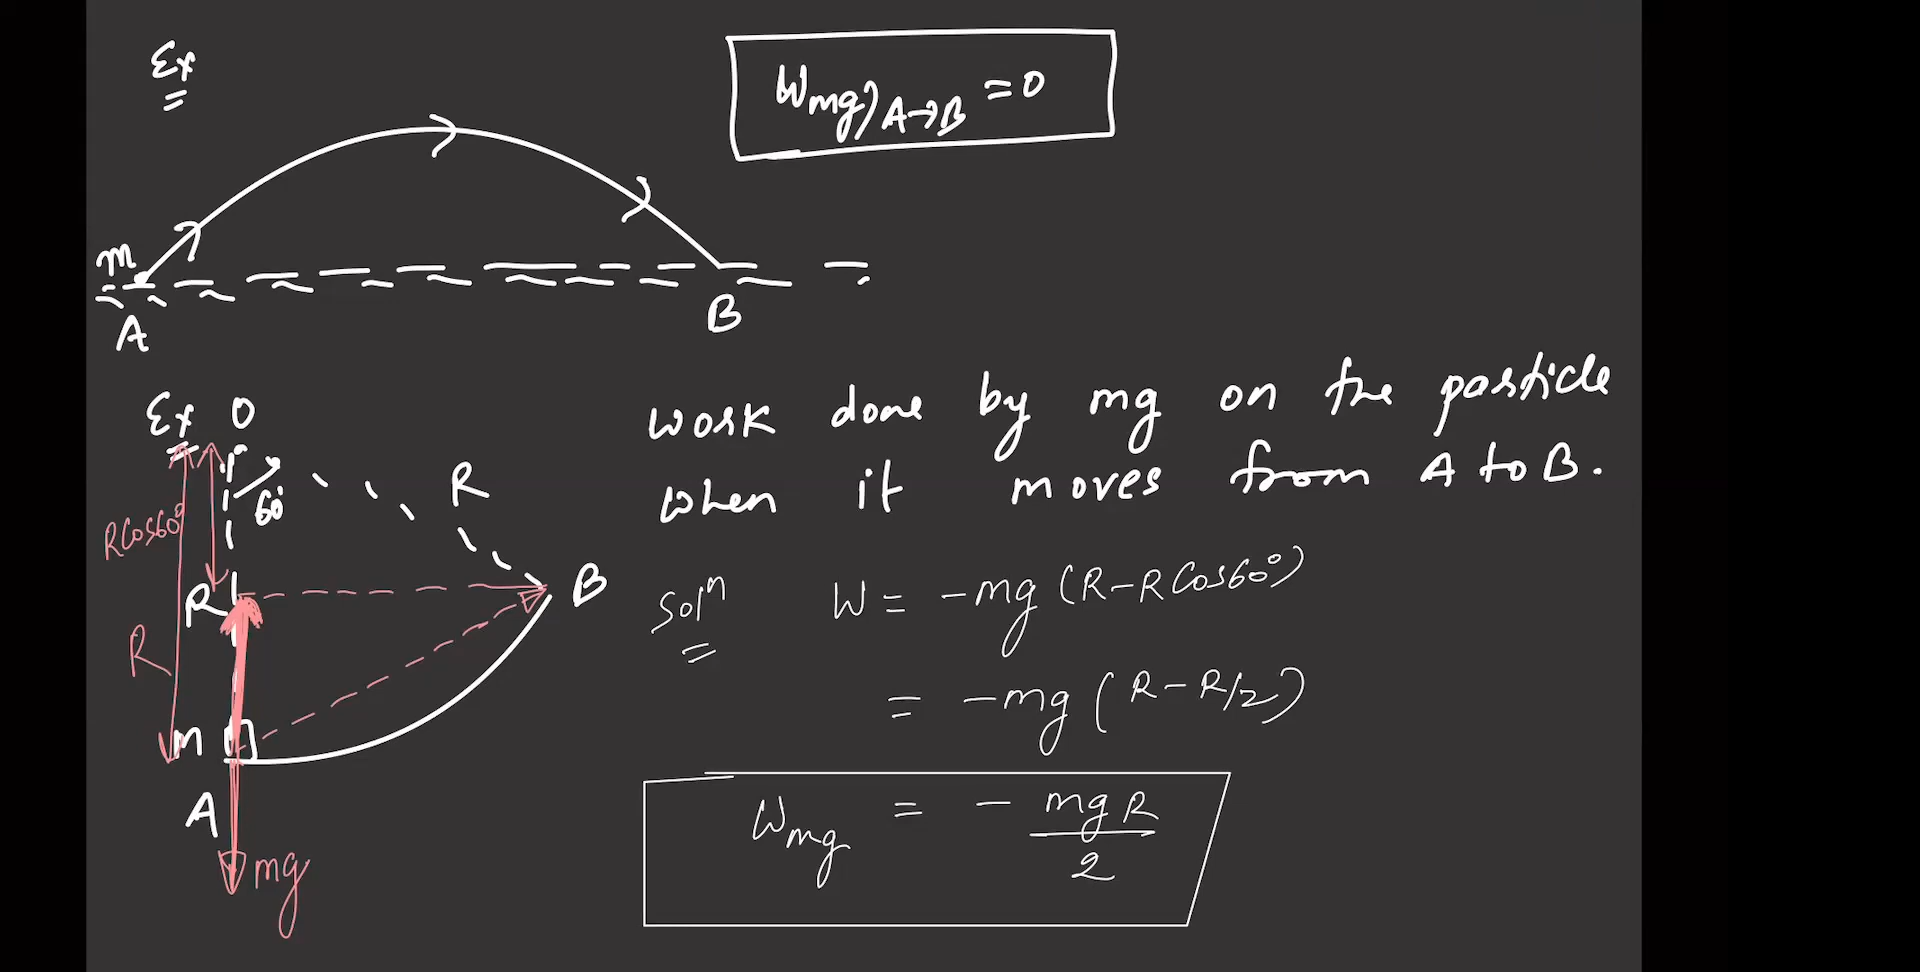 Ex
Wmg)A→B = 0
m
A
B
Ex
O
R
60°
RCos60°
R
B
R
m
A
mg
work done by mg on the particle
when it moves from A to B.
Solⁿ W = -mg (R-RCos60°)
= -mg (R-R/2)
Wmg = - mgR/2